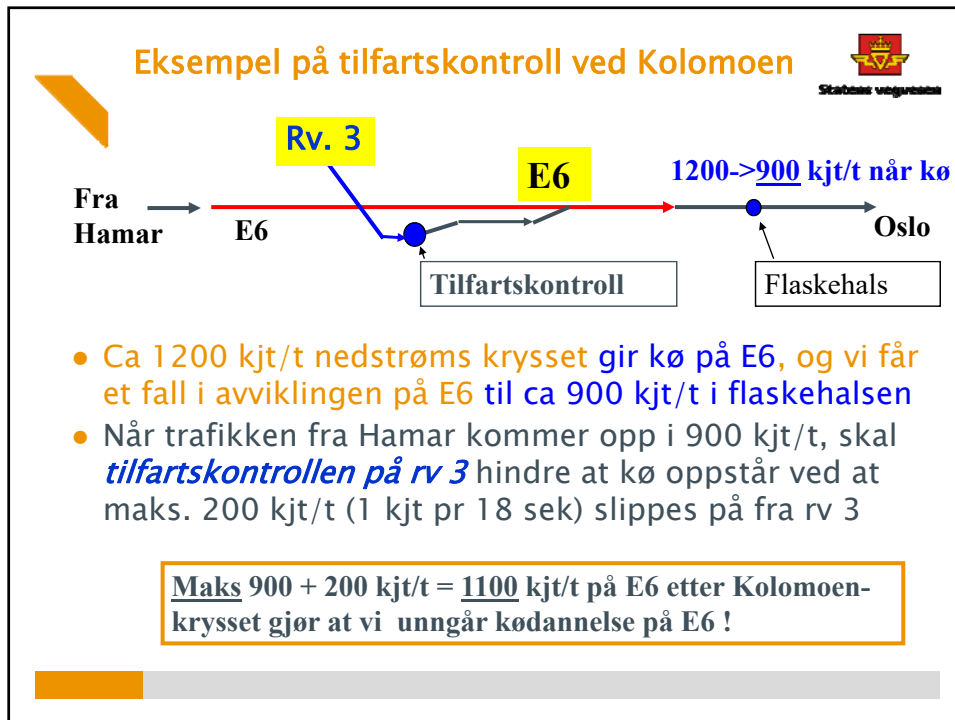 Eksempel på tilfartskontroll ved Kolomoen
Statens vegvesen
Rv. 3
E6
1200->900 kjt/t når kø
Fra
Hamar
E6
Oslo
Tilfartskontroll
Flaskehals
● Ca 1200 kjt/t nedstrøms krysset gir kø på E6, og vi får
et fall i avviklingen på E6 til ca 900 kjt/t i flaskehalsen
● Når trafikken fra Hamar kommer opp i 900 kjt/t, skal
tilfartskontrollen på rv 3 hindre at kø oppstår ved at
maks. 200 kjt/t (1 kjt pr 18 sek) slippes på fra rv 3
Maks 900 + 200 kjt/t = 1100 kjt/t på E6 etter Kolomoen-
krysset gjør at vi unngår kødannelse på E6 !